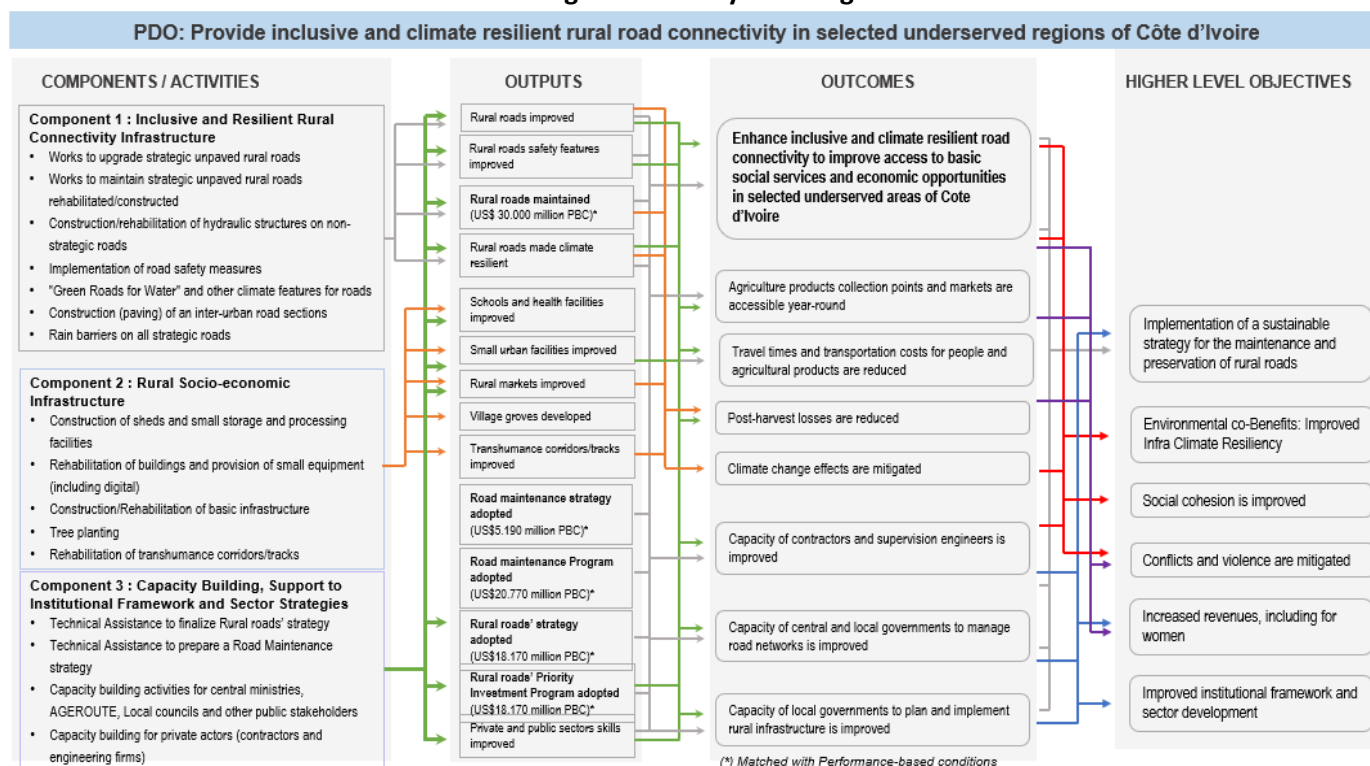 PDO: Provide inclusive and climate resilient rural road connectivity in selected underserved regions of Côte d’Ivoire
COMPONENTS / ACTIVITIES
Component 1 : Inclusive and Resilient Rural
Connectivity Infrastructure
• Works to upgrade strategic unpaved rural roads
• Works to maintain strategic unpaved rural roads
rehabilitated/constructed
• Construction/rehabilitation of hydraulic structures on non-
strategic roads
• Implementation of road safety measures
• "Green Roads for Water" and other climate features for roads
• Construction (paving) of an inter-urban road sections
• Rain barriers on all strategic roads
Component 2 : Rural Socio-economic
Infrastructure
• Construction of sheds and small storage and processing
facilities
• Rehabilitation of buildings and provision of small equipment
(including digital)
• Construction/Rehabilitation of basic infrastructure
• Tree planting
• Rehabilitation of transhumance corridors/tracks
Component 3 : Capacity Building, Support to
Institutional Framework and Sector Strategies
• Technical Assistance to finalize Rural roads’ strategy
• Technical Assistance to prepare a Road Maintenance
strategy
• Capacity building activities for central ministries,
AGEROUTE, Local councils and other public stakeholders
• Capacity building for private actors (contractors and
engineering firms)
OUTPUTS
Rural roads improved
Rural roads safety features
improved
Rural roads maintained
(US$ 30.000 million PBC)*
Rural roads made climate
resilient
Schools and health facilities
improved
Small urban facilities improved
Rural markets improved
Village groves developed
Transhumance corridors/tracks
improved
Road maintenance strategy
adopted
(US$5.190 million PBC)*
Road maintenance Program
adopted
(US$20.770 million PBC)*
Rural roads’ strategy
adopted
(US$18.170 million PBC)*
Rural roads’ Priority
Investment Program adopted
(US$18.170 million PBC)*
Private and public sectors skills
improved
OUTCOMES
Enhance inclusive and climate resilient road
connectivity to improve access to basic
social services and economic opportunities
in selected underserved areas of Cote
d’Ivoire
Agriculture products collection points and markets are
accessible year-round
Travel times and transportation costs for people and
agricultural products are reduced
Post-harvest losses are reduced
Climate change effects are mitigated
Capacity of contractors and supervision engineers is
improved
Capacity of central and local governments to manage
road networks is improved
Capacity of local governments to plan and implement
rural infrastructure is improved
(*) Matched with Performance-based conditions
HIGHER LEVEL OBJECTIVES
Implementation of a sustainable
strategy for the maintenance and
preservation of rural roads
Environmental co-Benefits: Improved
Infra Climate Resiliency
Social cohesion is improved
Conflicts and violence are mitigated
Increased revenues, including for
women
Improved institutional framework and
sector development